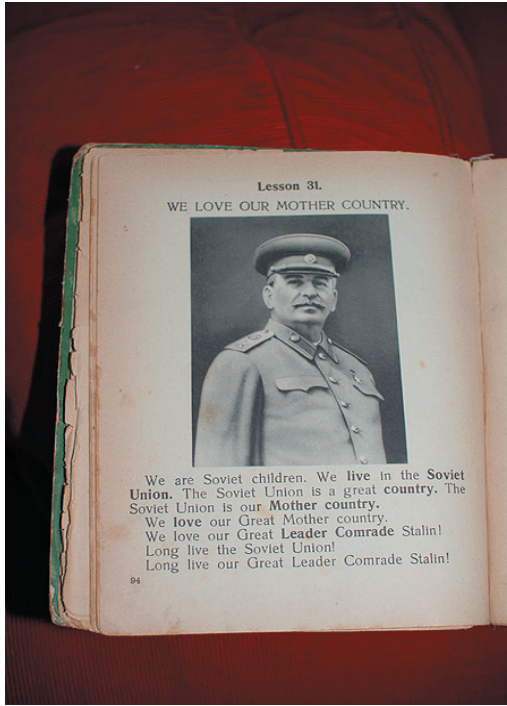 Lesson 31.
WE LOVE OUR MOTHER COUNTRY.
We are Soviet children. We live in the Soviet
Union. The Soviet Union is a great country. The
Soviet Union is our Mother country.
We love our Great Mother country.
We love our Great Leader Comrade Stalin!
Long live the Soviet Union!
Long live our Great Leader Comrade Stalin!
94